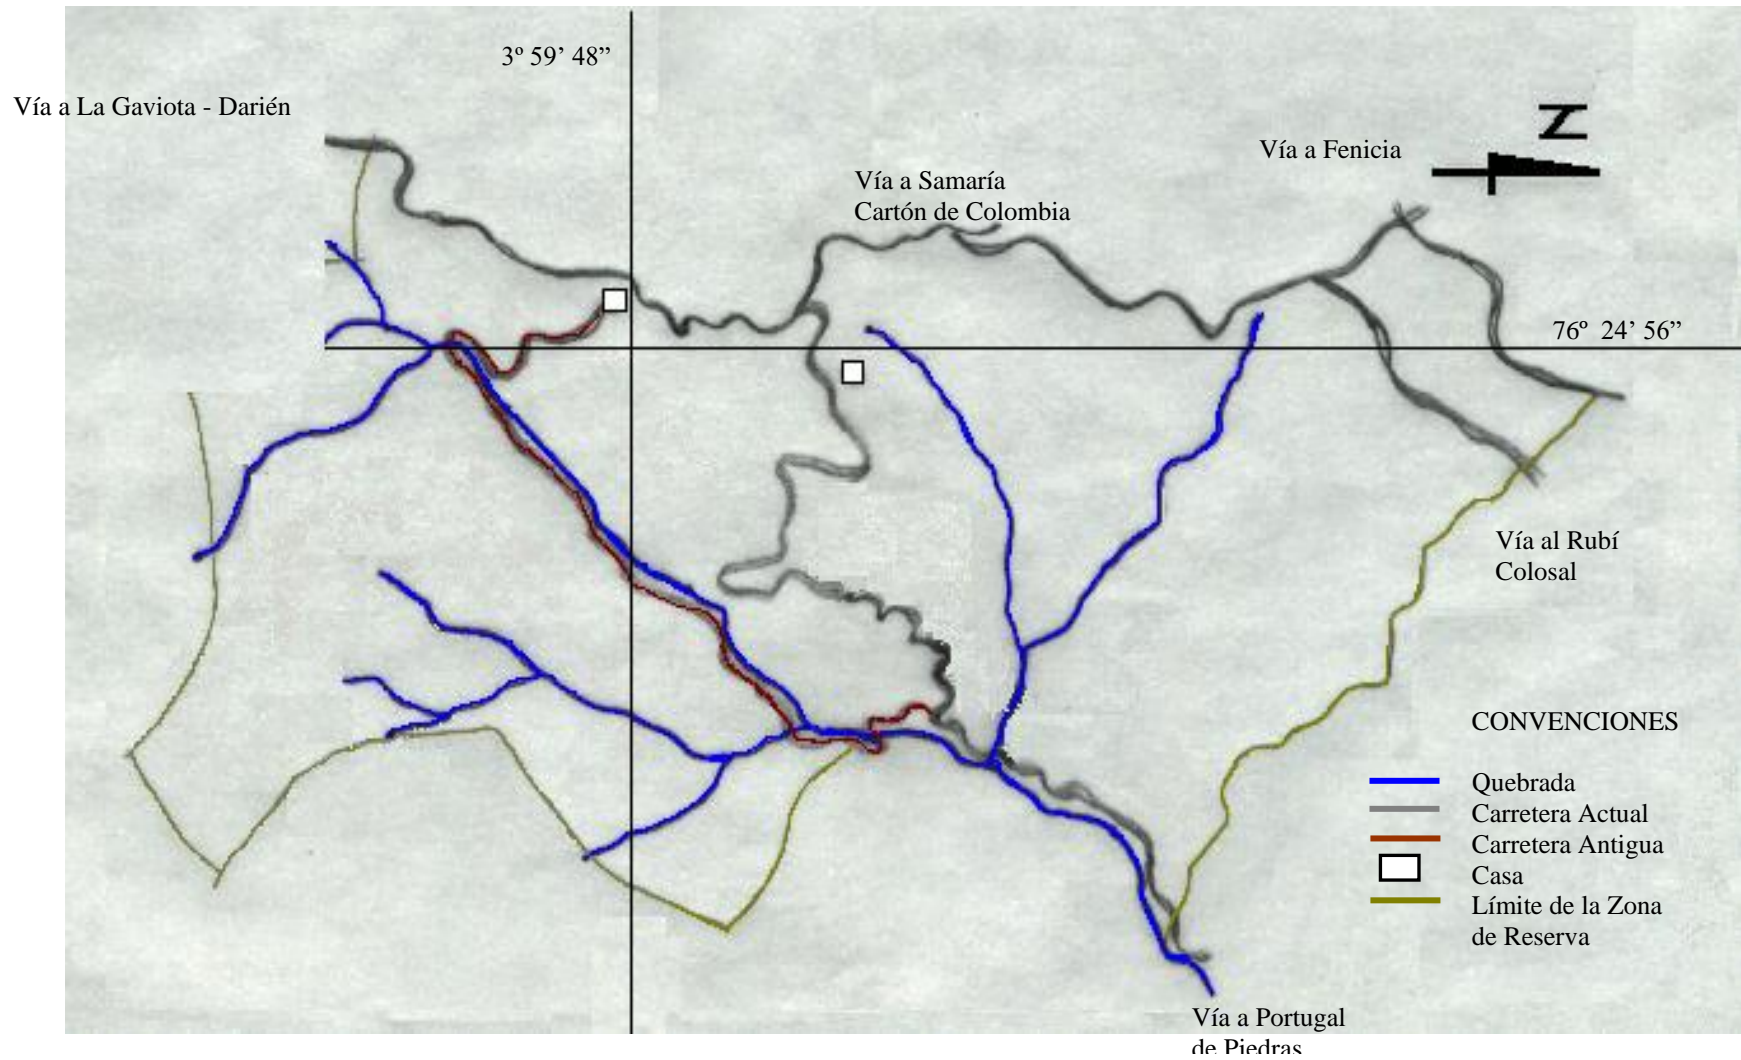 3º 59’ 48”
Vía a La Gaviota - Darién
Vía a Fenicia
N
Vía a Samaría
Cartón de Colombia
76º 24’ 56”
Vía al Rubí
Colosal
CONVENCIONES
Quebrada
Carretera Actual
Carretera Antigua
Casa
Límite de la Zona
de Reserva
Vía a Portugal
de Piedras